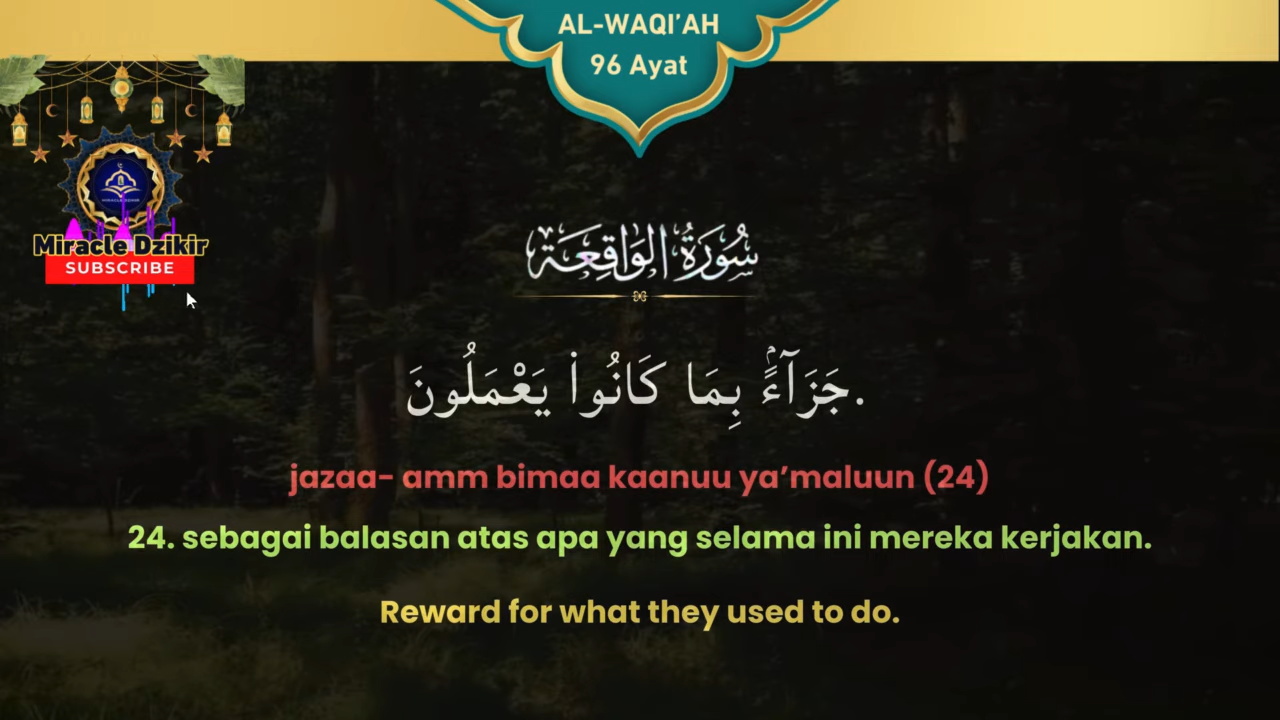 AL-WAQI'AH
96 Ayat
Miracle Dzikir
SUBSCRIBE
سُورَةُ الوَاقِعَة
جَزَآءًۢ بِمَا كَانُوا۟ يَعْمَلُونَ.
jazaa- amm bimaa kaanuu ya'maluun (24)
24. sebagai balasan atas apa yang selama ini mereka kerjakan.
Reward for what they used to do.